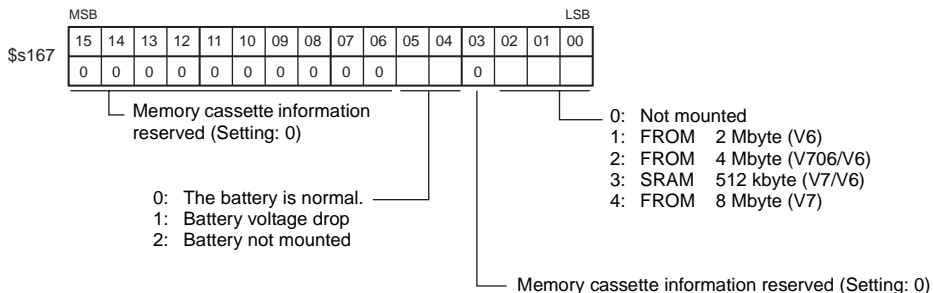 MSB LSB
$s167
15 14 13 12 11 10 09 08 07 06 05 04 03 02 01 00
0 0 0 0 0 0 0 0 0 0 0
Memory cassette information
reserved (Setting: 0)
0: Not mounted
1: FROM 2 Mbyte (V6)
2: FROM 4 Mbyte (V706/V6)
3: SRAM 512 kbyte (V7/V6)
4: FROM 8 Mbyte (V7)
0: The battery is normal.
1: Battery voltage drop
2: Battery not mounted
Memory cassette information reserved (Setting: 0)